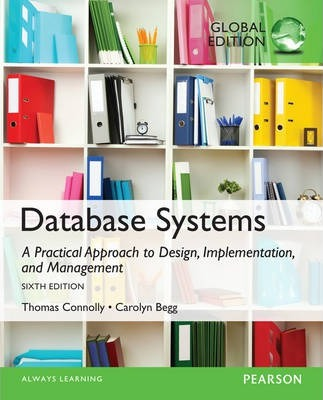 GLOBAL
EDITION
Database Systems
A Practical Approach to Design, Implementation,
and Management
SIXTH EDITION
Thomas Connolly • Carolyn Begg
ALWAYS LEARNING
PEARSON